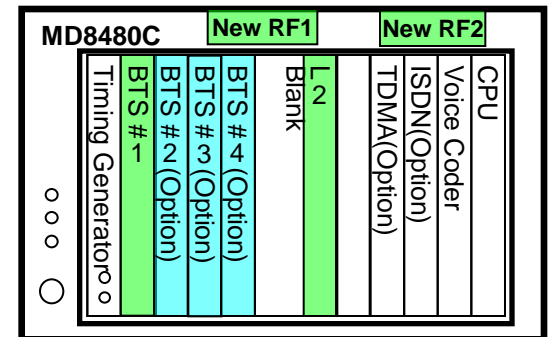 MD8480C
New RF1
New RF2
Timing Generator
BTS #1
BTS #2(Option)
BTS #3(Option)
BTS #4(Option)
Blank
L2
TDMA(Option)
ISDN(Option)
Voice Coder
CPU